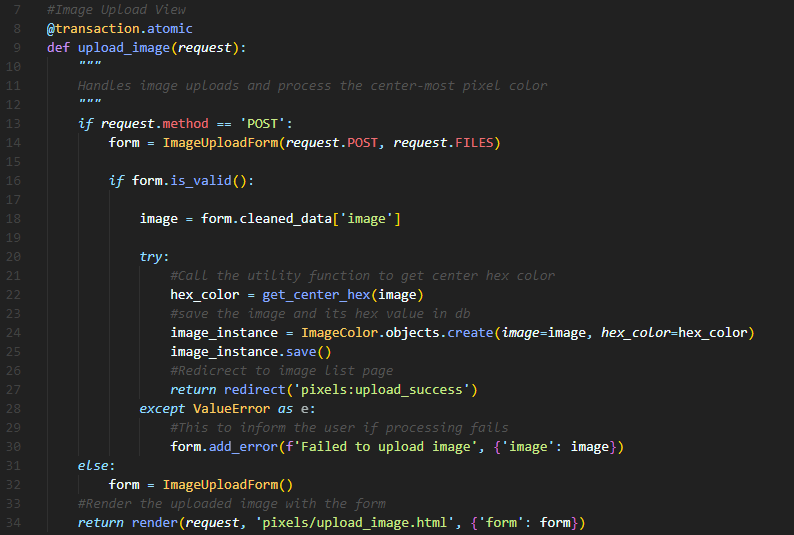 7 #Image Upload View
8 @transaction.atomic
9 def upload_image(request):
10 """
11 Handles image uploads and process the center-most pixel color
12 """
13 if request.method == 'POST':
14 form = ImageUploadForm(request.POST, request.FILES)
15
16 if form.is_valid():
17
18 image = form.cleaned_data['image']
19
20 try:
21 #Call the utility function to get center hex color
22 hex_color = get_center_hex(image)
23 #save the image and its hex value in db
24 image_instance = ImageColor.objects.create(image=image, hex_color=hex_color)
25 image_instance.save()
26 #Redicrect to image list page
27 return redirect('pixels:upload_success')
28 except ValueError as e:
29 #This to inform the user if processing fails
30 form.add_error(f'Failed to upload image', {'image': image})
31 else:
32 form = ImageUploadForm()
33 #Render the uploaded image with the form
34 return render(request, 'pixels/upload_image.html', {'form': form})